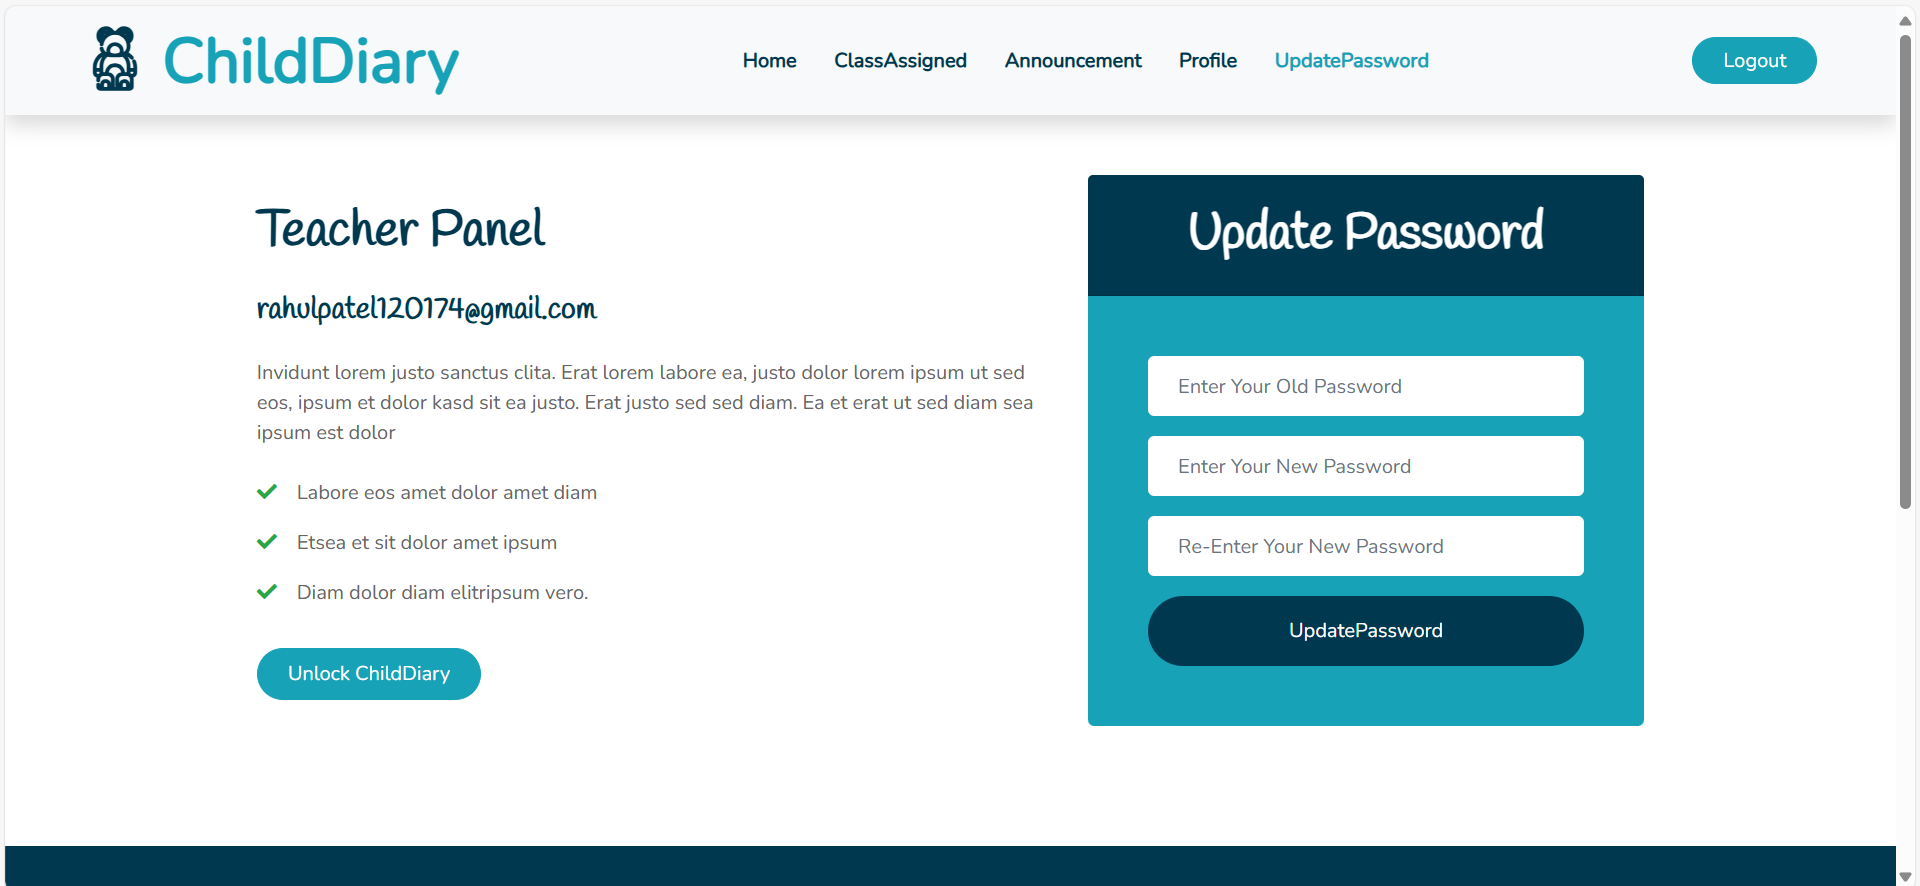 ChildDiary
Home
ClassAssigned
Announcement
Profile
UpdatePassword
Logout
Teacher Panel
rahulpatel120174@gmail.com
Invidunt lorem justo sanctus clita. Erat lorem labore ea, justo dolor lorem ipsum ut sed
eos, ipsum et dolor kasd sit ea justo. Erat justo sed sed diam. Ea et erat ut sed diam sea
ipsum est dolor
Labore eos amet dolor amet diam
Etsea et sit dolor amet ipsum
Diam dolor diam elitripsum vero.
Unlock ChildDiary
Update Password
Enter Your Old Password
Enter Your New Password
Re-Enter Your New Password
UpdatePassword